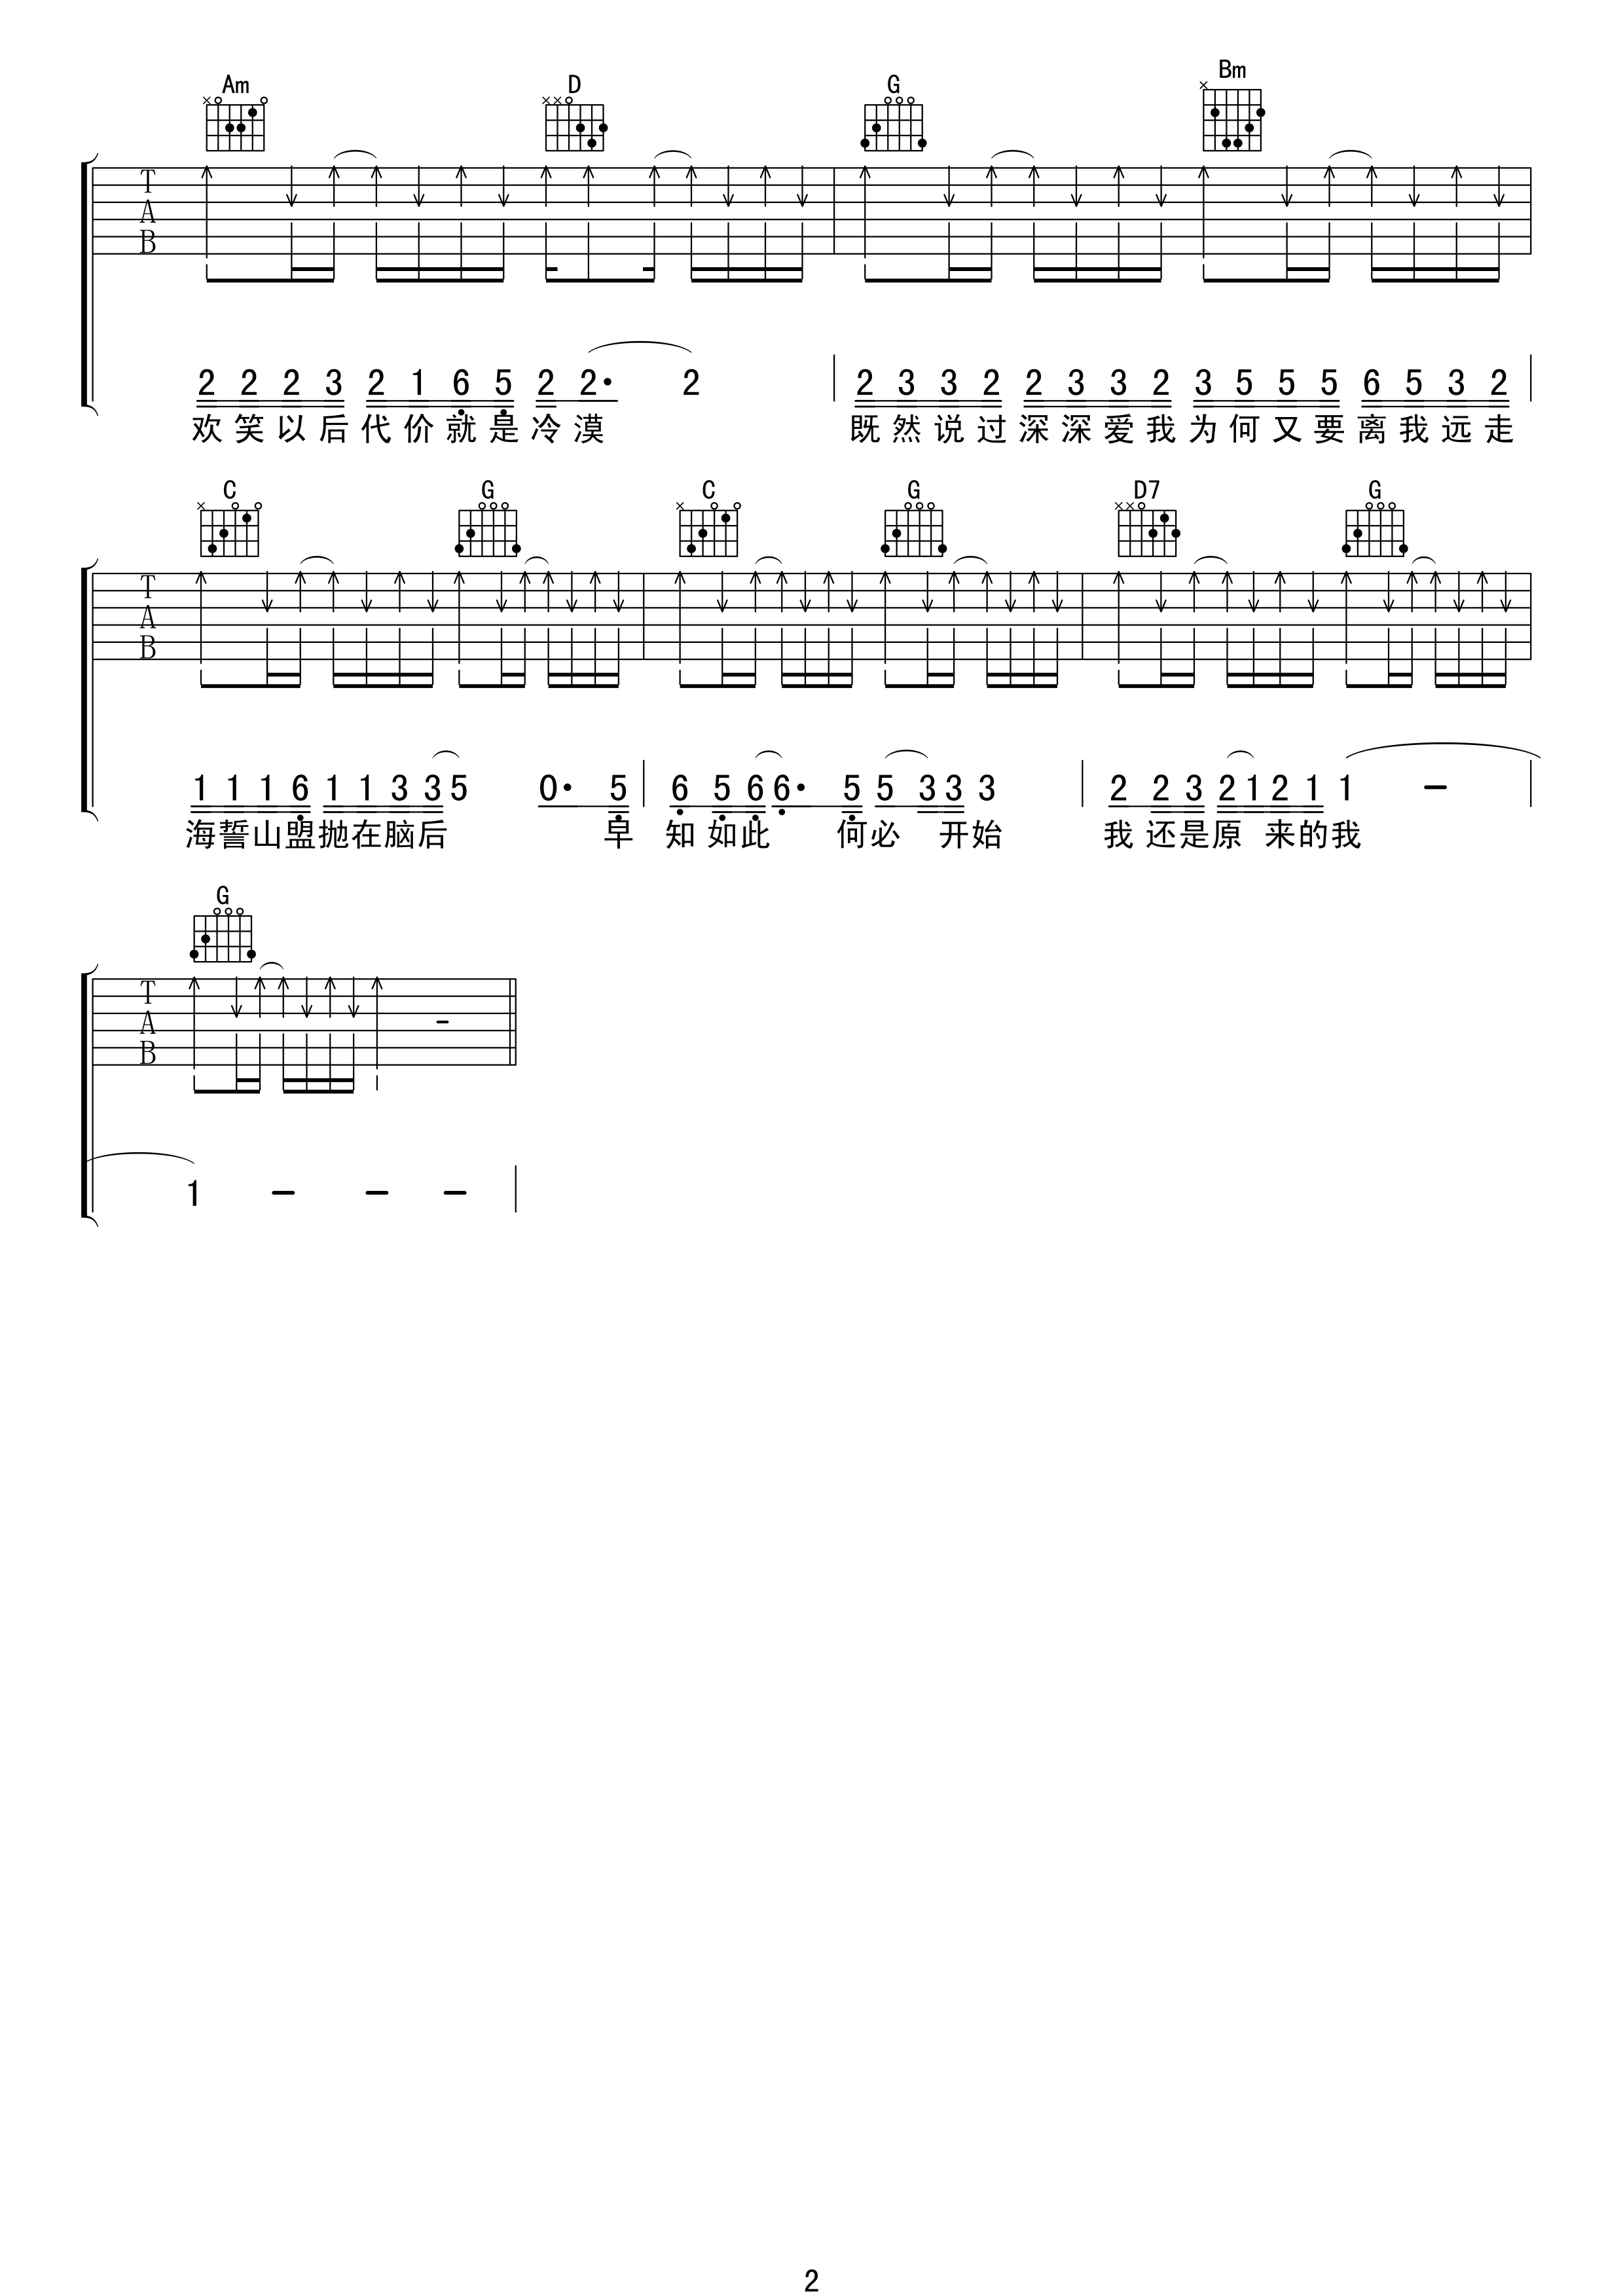 Am D G Bm
T
A
B
2 2 2 3 2 1 6 5 2 2· 2 2 3 3 2 2 3 3 2 3 5 5 5 6 5 3 2
欢笑以后代价就是冷漠 既然说过深深爱我为何又要离我远走
C G C G D7 G
T
A
B
1 1 1 6 1 1 3 3 5 0· 5 6 5 6 6· 5 5 3 3 3 2 2 3 2 1 2 1 1 -
海誓山盟抛在脑后 早 知如此 何必 开始 我还是原 来的我
G
T
A
B
1 - - -
2